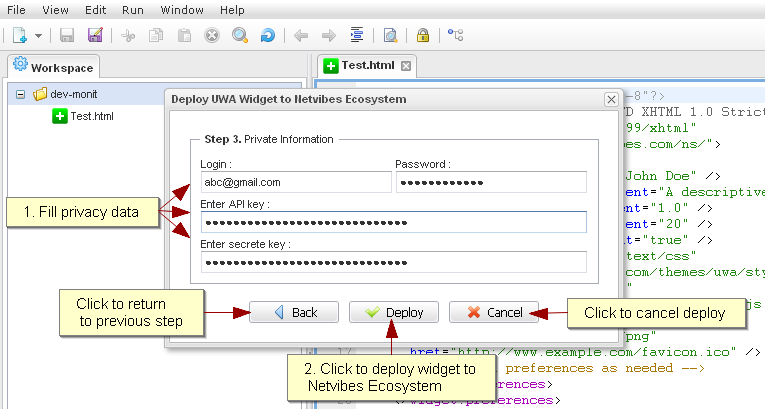 File View Edit Run Window Help
Workspace
Test.html
dev-monit
Test.html
Deploy UWA Widget to Netvibes Ecosystem
Step 3. Private Information
Login :
Password :
abc@gmail.com
Enter API key :
Enter secrete key :
1. Fill privacy data
Click to return
to previous step
Back
Deploy
Cancel
Click to cancel deploy
2. Click to deploy widget to
Netvibes Ecosystem
-8"?>
D XHTML 1.0 Strict
99/xhtml"
bes.com/ns/">
John Doe" />
ent="A descriptive
ent="1.0" />
ent="20" />
nt="true" />
text/css"
com/themes/uwa/sty
js
png"
href="http://www.example.com/favicon.ico" />
preferences as needed -->
erences>
</widget:preferences>